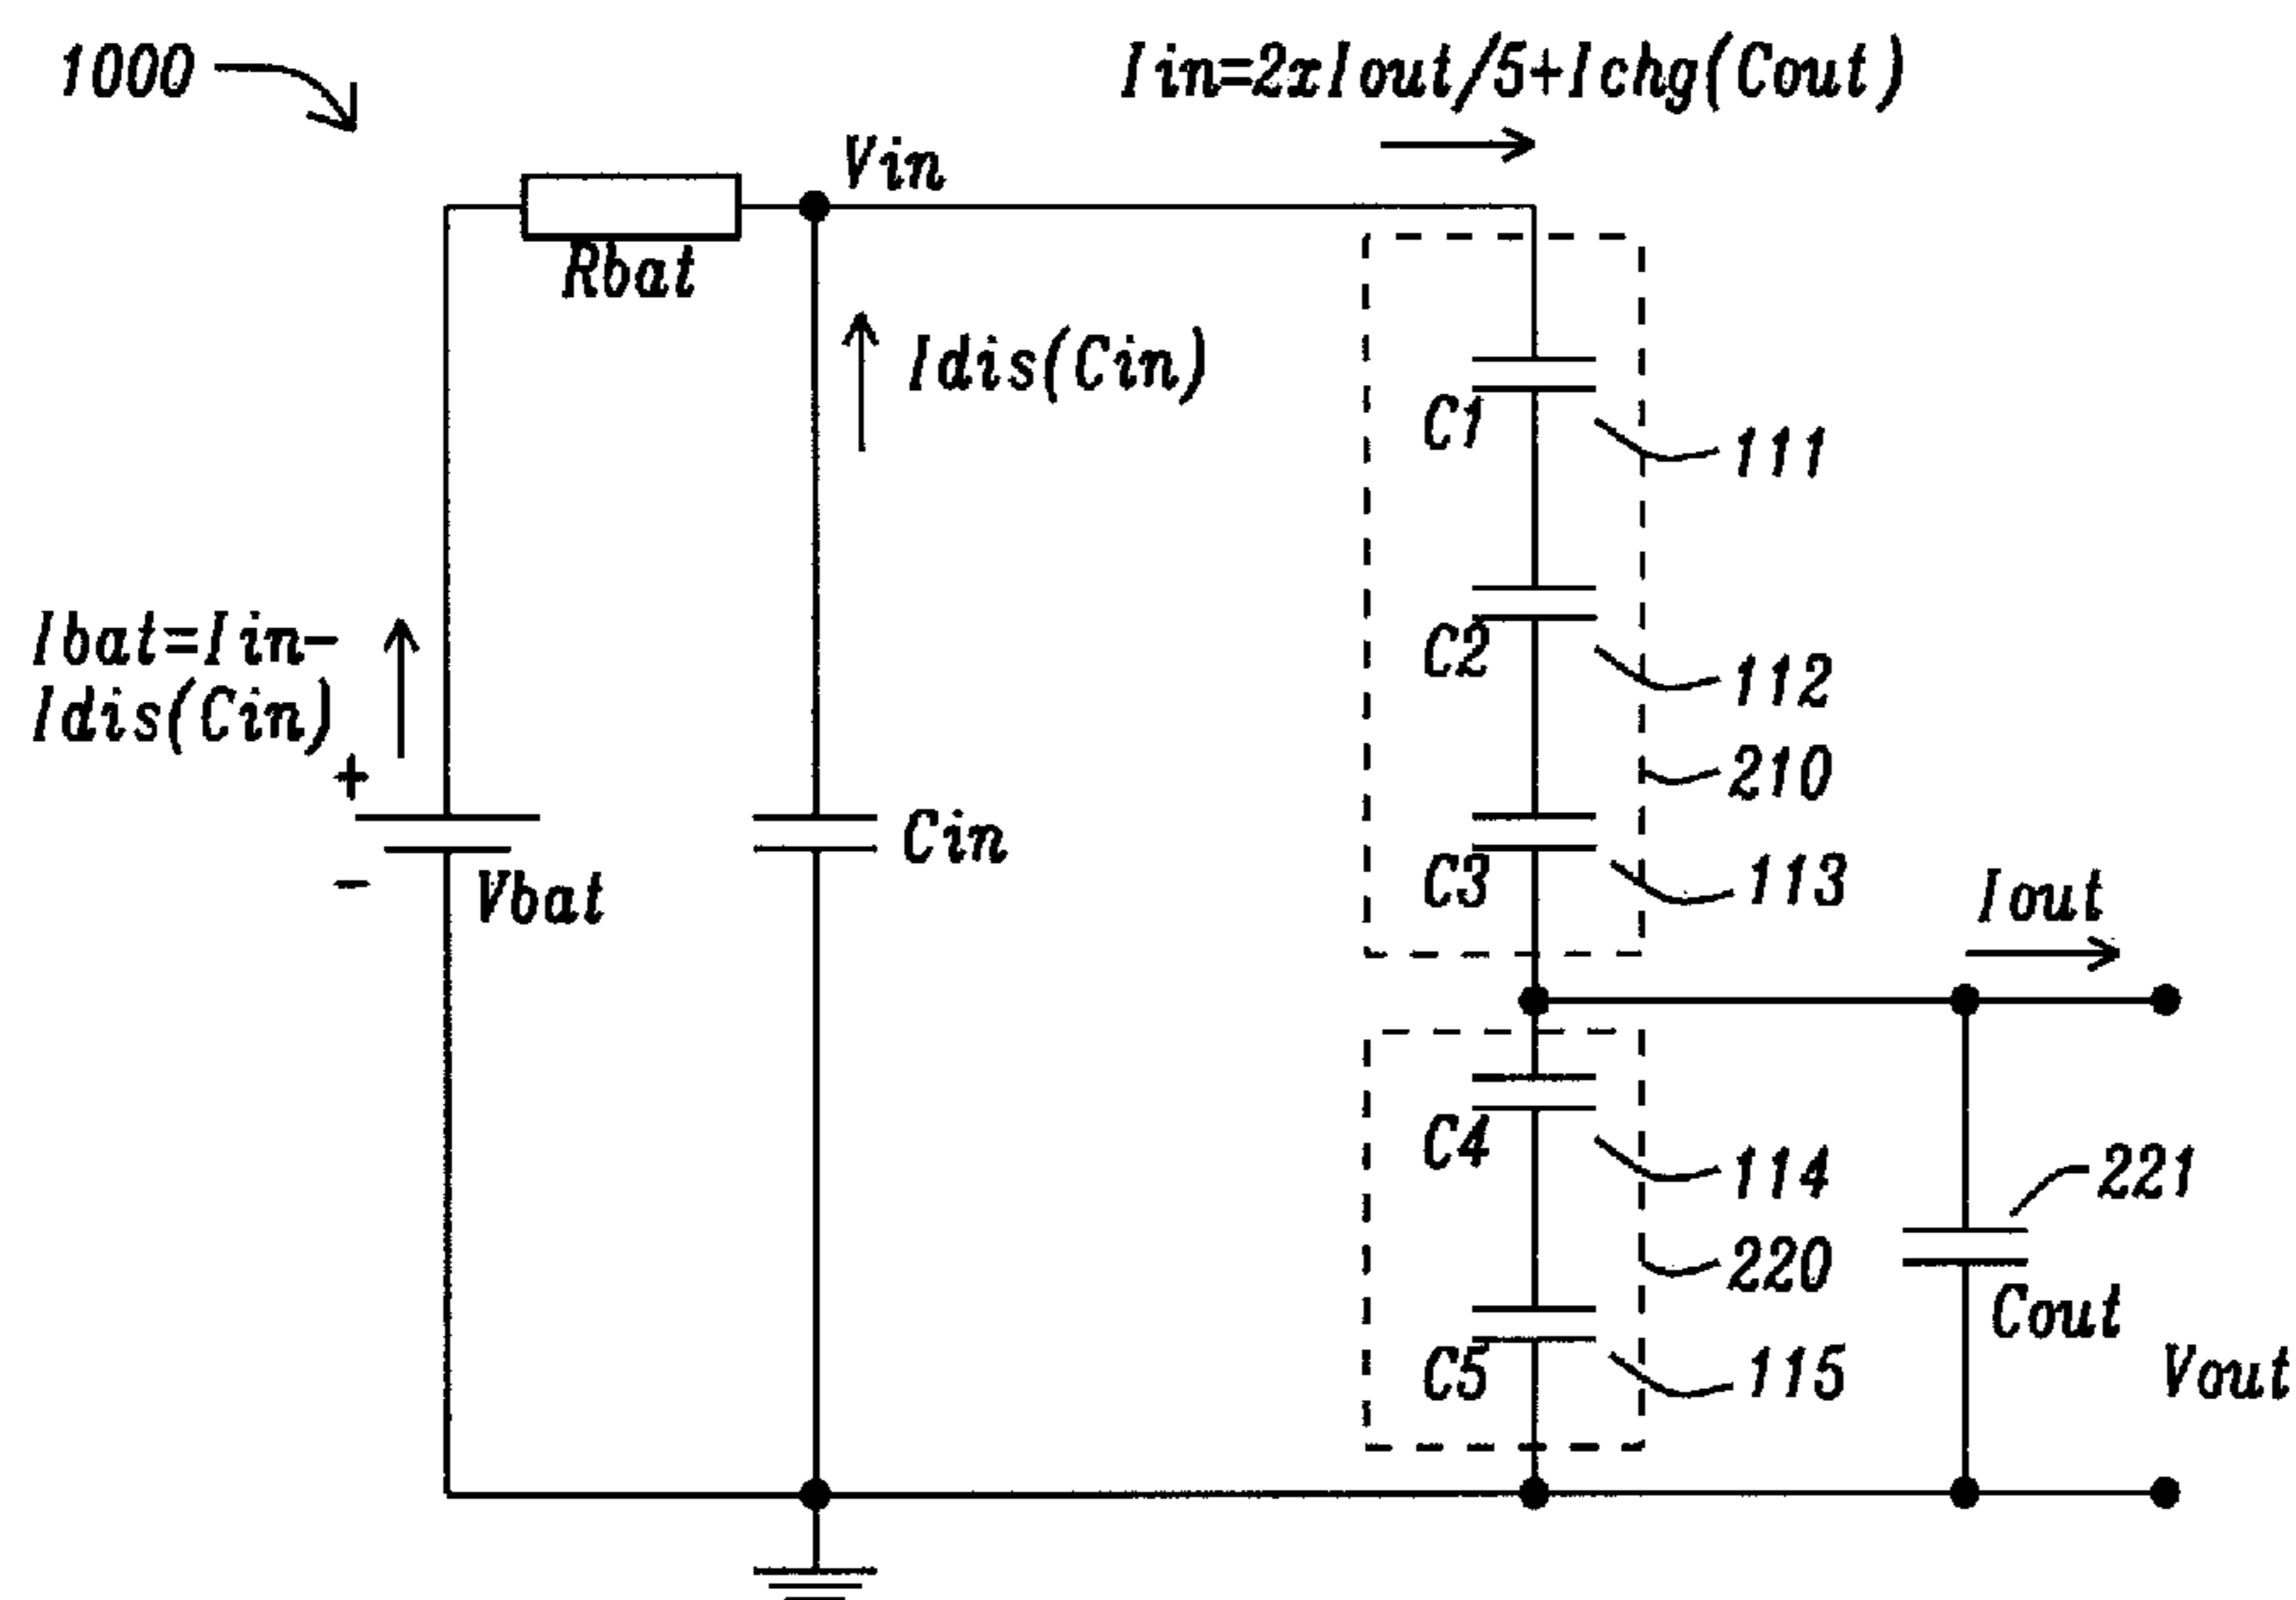 1000
Iin=2xIout/5+Ichg(Cout)
Vin
Rbat
Idis(Cin)
C1
111
Ibat=Iin-
Idis(Cin)
C2
112
210
+
Cin
C3
113
Iout
-
Vbat
C4
114
221
220
Cout
C5
115
Vout